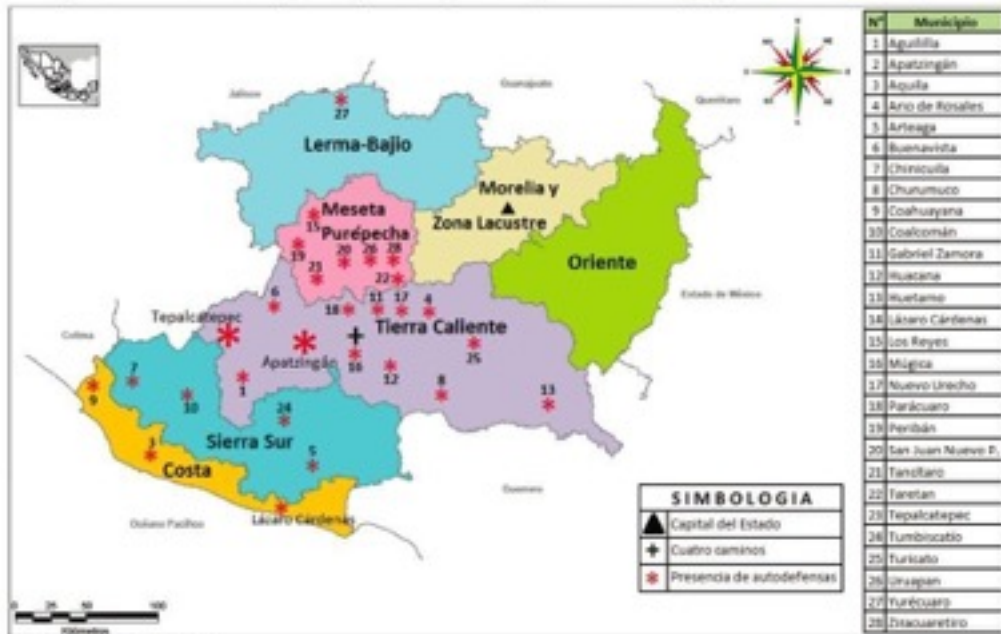 Jalisco
Guanajuato
Querétaro
27
Lerma-Bajio
Morelia y
Zona Lacustre
Meseta
Purépecha
15
19
20
26
28
21
22
Oriente
Estado de México
6
18
11
17
4
Tepalcatepec
Tierra Caliente
Apatzingán
16
12
25
Colima
7
1
8
13
9
10
24
Sierra Sur
3
5
Costa
Guerrero
Océano Pacífico
Lázaro Cárdenas
0 25 50 100
Kilómetros
SIMBOLOGIA
Capital del Estado
Cuatro caminos
Presencia de autodefensas
N° Municipio
1 Aguililla
2 Apatzingán
3 Aquila
4 Ario de Rosales
5 Arteaga
6 Buenavista
7 Chinicuila
8 Churumuco
9 Coahuayana
10 Coalcomán
11 Gabriel Zamora
12 Huacana
13 Huetamo
14 Lázaro Cárdenas
15 Los Reyes
16 Múgica
17 Nuevo Urecho
18 Parácuaro
19 Peribán
20 San Juan Nuevo P.
21 Tancítaro
22 Taretan
23 Tepalcatepec
24 Tumbiscatío
25 Turicato
26 Uruapan
27 Yurécuaro
28 Ziracuaretiro